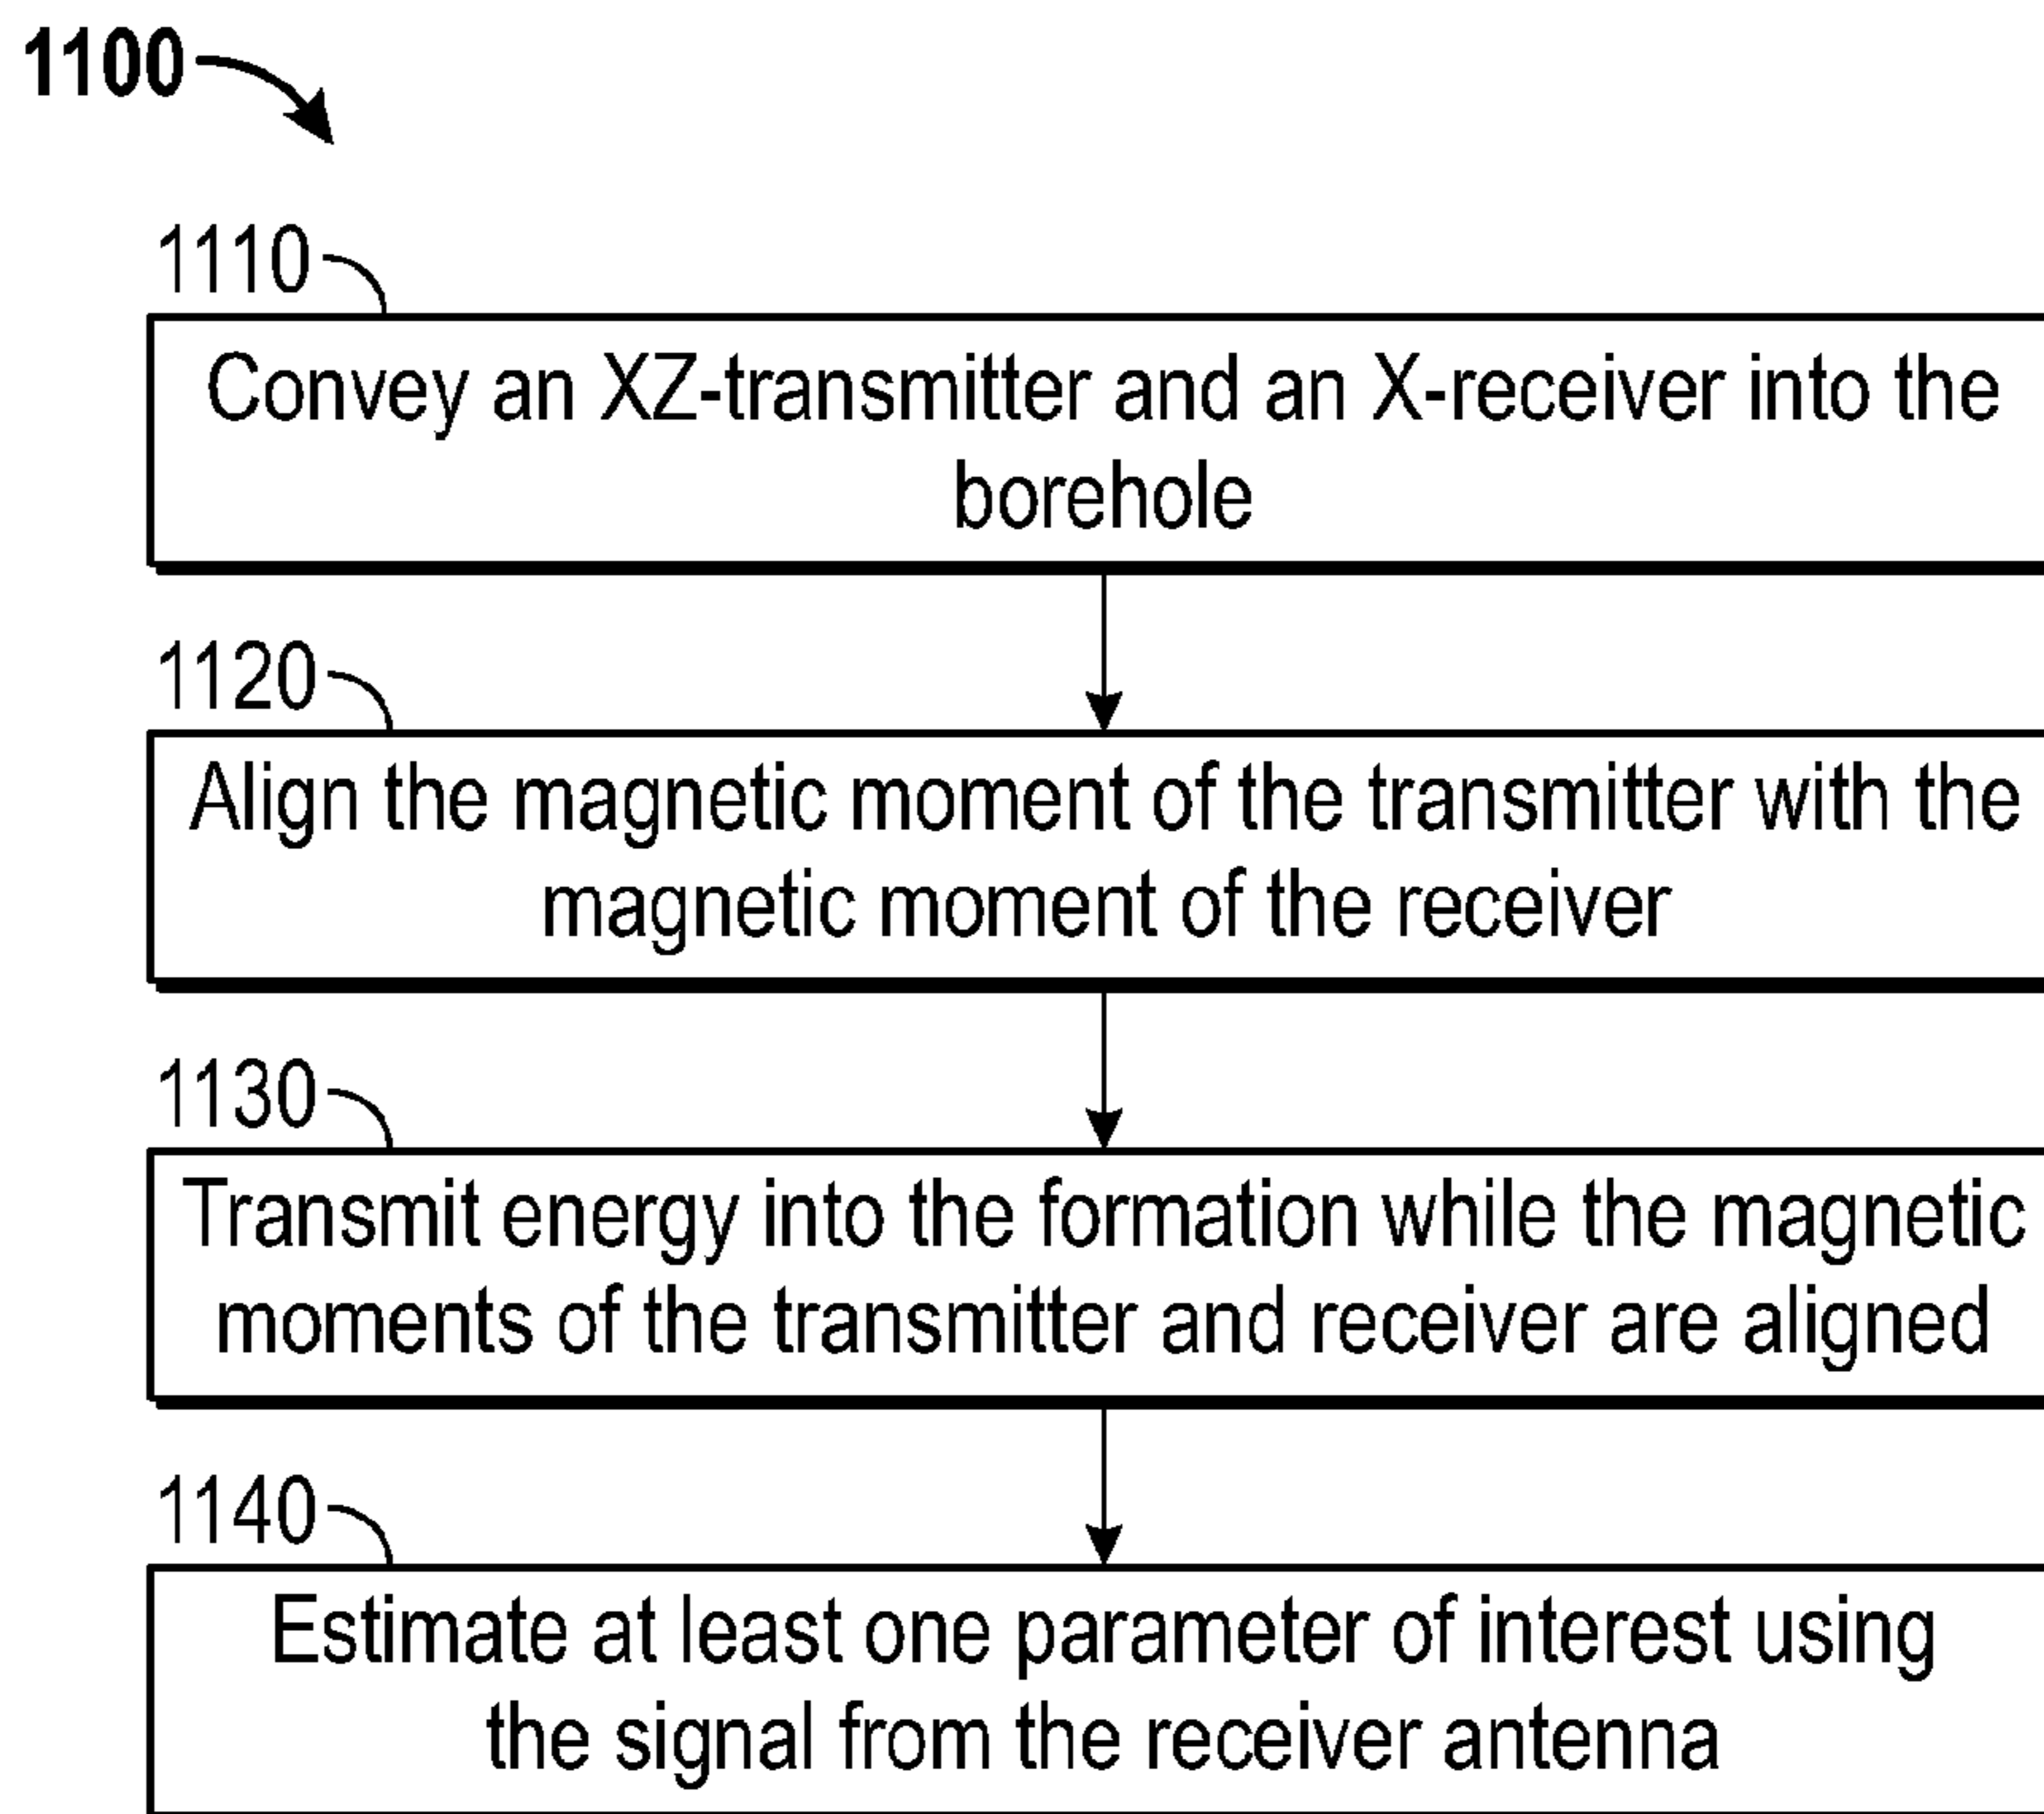 1100
1110
Convey an XZ-transmitter and an X-receiver into the
borehole
1120
Align the magnetic moment of the transmitter with the
magnetic moment of the receiver
1130
Transmit energy into the formation while the magnetic
moments of the transmitter and receiver are aligned
1140
Estimate at least one parameter of interest using
the signal from the receiver antenna